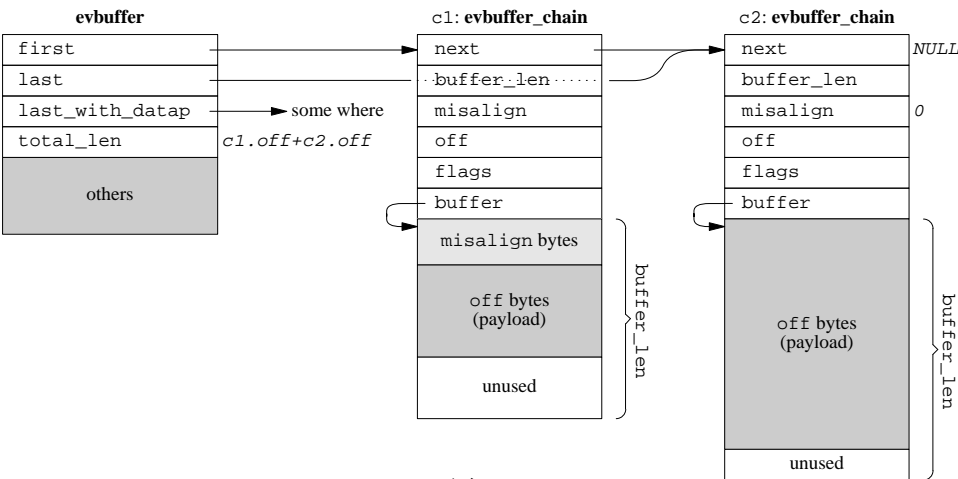 evbuffer
first
last
last_with_datap
total_len
others
some where
c1.off+c2.off
c1: evbuffer_chain
next
buffer_len
misalign
off
flags
buffer
misalign bytes
off bytes
(payload)
unused
buffer_len
c2: evbuffer_chain
next
buffer_len
misalign
off
flags
buffer
off bytes
(payload)
unused
NULL
0
buffer_len